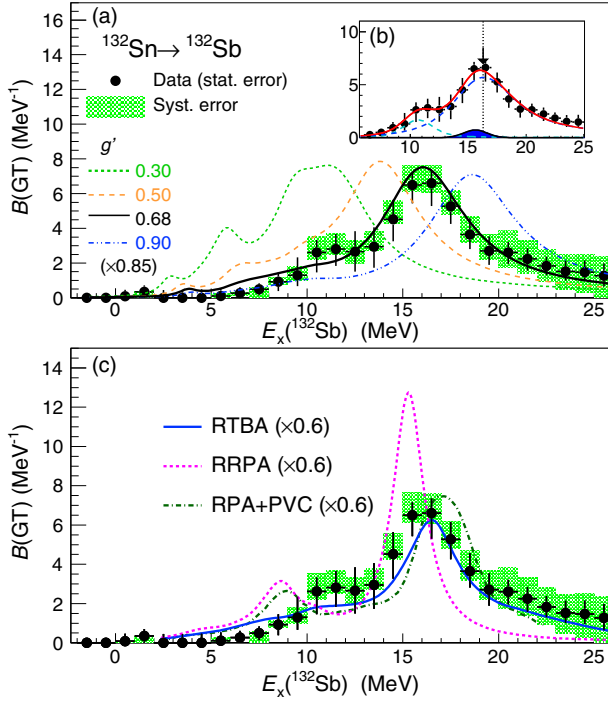 (a)
¹³²Sn→¹³²Sb
Data (stat. error)
Syst. error
g'
0.30
0.50
0.68
0.90
(×0.85)
B(GT) (MeV⁻¹)
14
12
10
8
6
4
2
0
0 5 10 15 20 25
Eₓ(¹³²Sb) (MeV)
(b)
10
5
0
10 15 20 25
(c)
RTBA (×0.6)
RRPA (×0.6)
RPA+PVC (×0.6)
B(GT) (MeV⁻¹)
14
12
10
8
6
4
2
0
0 5 10 15 20 25
Eₓ(¹³²Sb) (MeV)